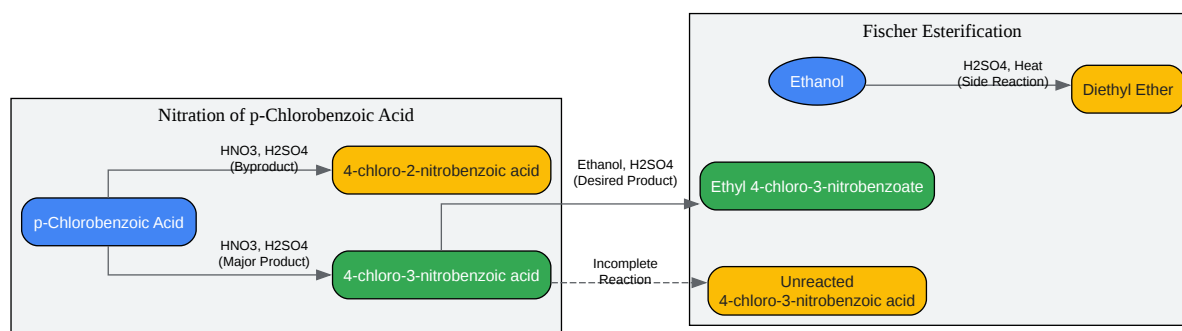 Fischer Esterification
Ethanol
H2SO4, Heat
(Side Reaction)
Diethyl Ether
Nitration of p-Chlorobenzoic Acid
HNO3, H2SO4
(Byproduct)
4-chloro-2-nitrobenzoic acid
Ethanol, H2SO4
(Desired Product)
Ethyl 4-chloro-3-nitrobenzoate
p-Chlorobenzoic Acid
HNO3, H2SO4
(Major Product)
4-chloro-3-nitrobenzoic acid
Incomplete
Reaction
Unreacted
4-chloro-3-nitrobenzoic acid